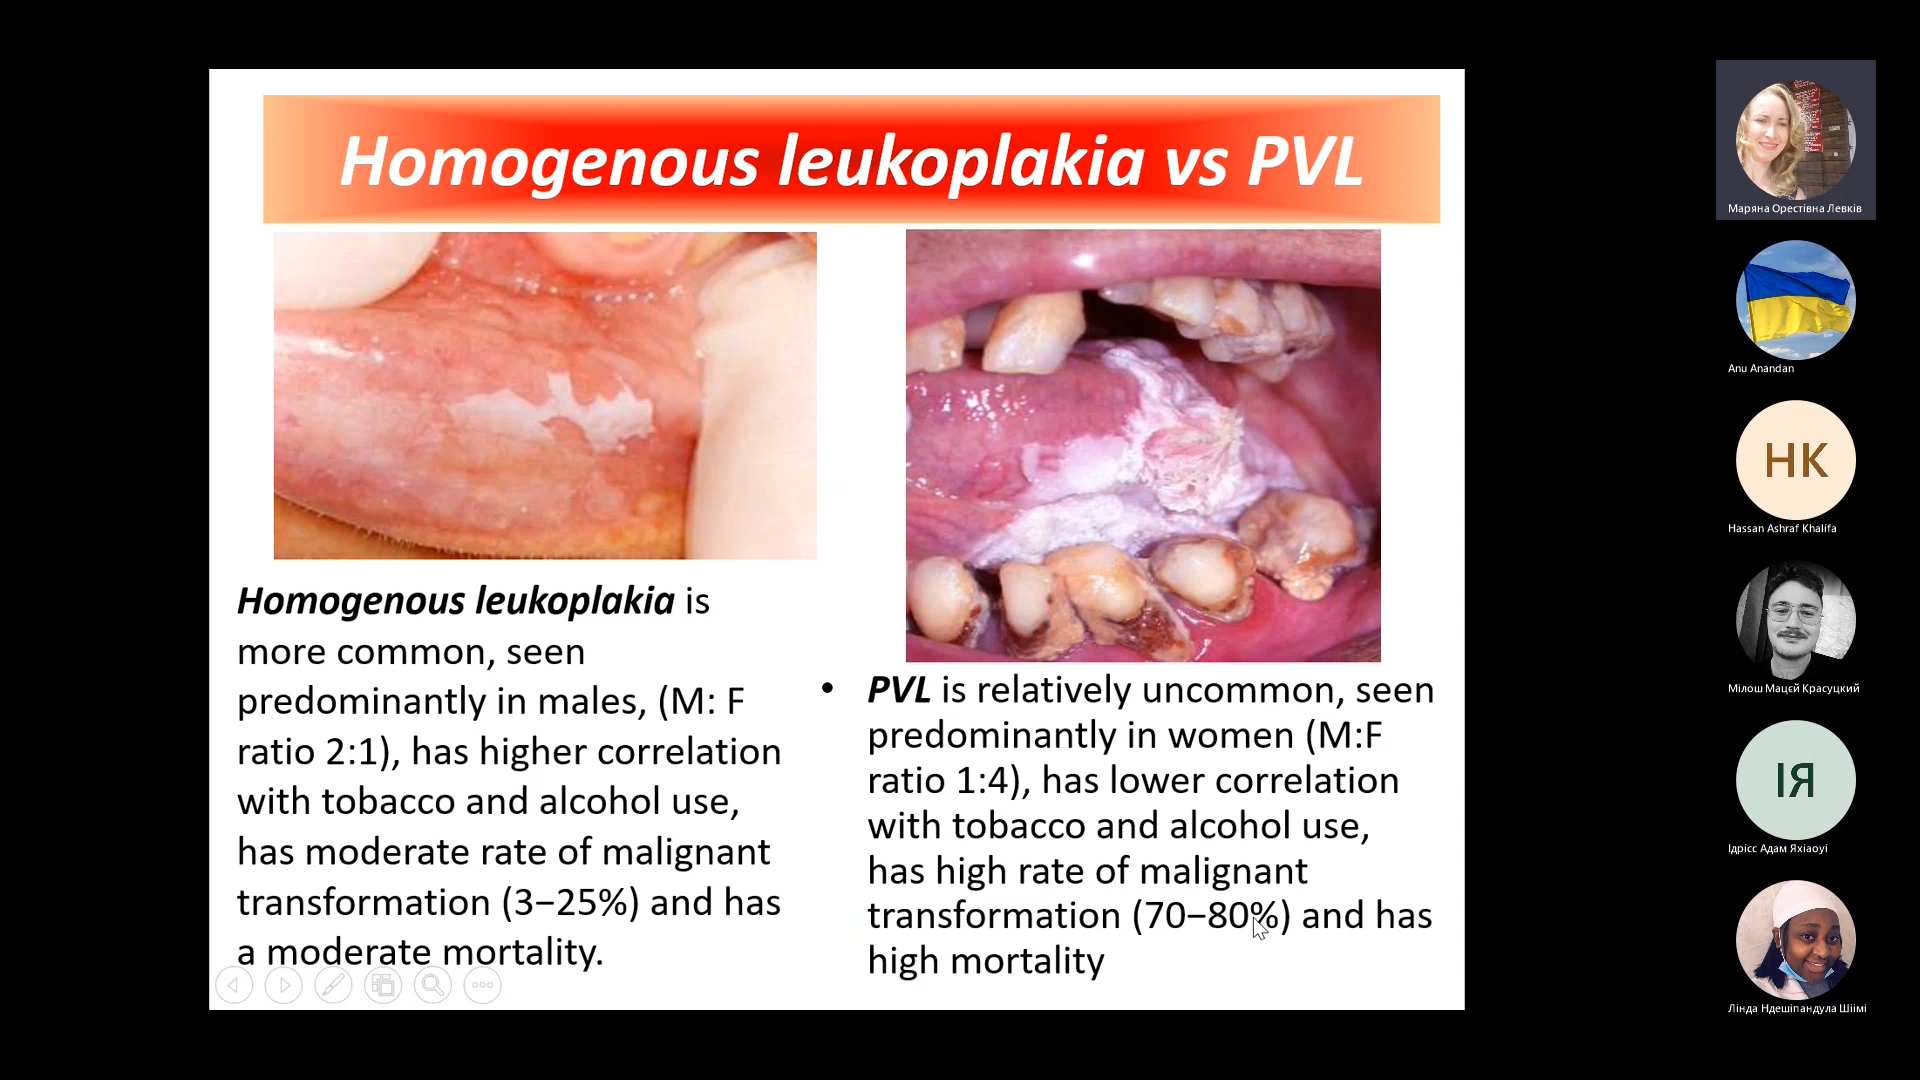 Homogenous leukoplakia vs PVL
Homogenous leukoplakia is
more common, seen
predominantly in males, (M: F
ratio 2:1), has higher correlation
with tobacco and alcohol use,
has moderate rate of malignant
transformation (3–25%) and has
a moderate mortality.
• PVL is relatively uncommon, seen
predominantly in women (M:F
ratio 1:4), has lower correlation
with tobacco and alcohol use,
has high rate of malignant
transformation (70–80%) and has
high mortality
Маряна Орестівна Левків
Anu Anandan
HK
Hassan Ashraf Khalifa
Мілош Мацєй Красуцкий
ІЯ
Ідрісс Адам Яхіаоуі
Лінда Ндешіпандула Шіімі